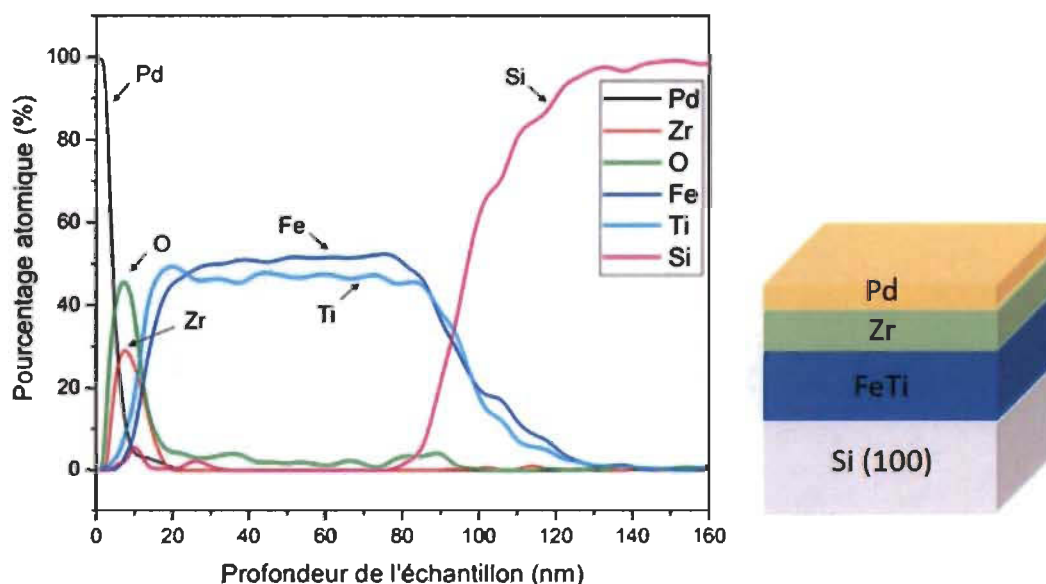 Pourcentage atomique (%)
100
80
60
40
20
0
Pd
O
Zr
Fe
Ti
Si
Pd
Zr
O
Fe
Ti
Si
0 20 40 60 80 100 120 140 160
Profondeur de l'échantillon (nm)
Pd
Zr
FeTi
Si (100)